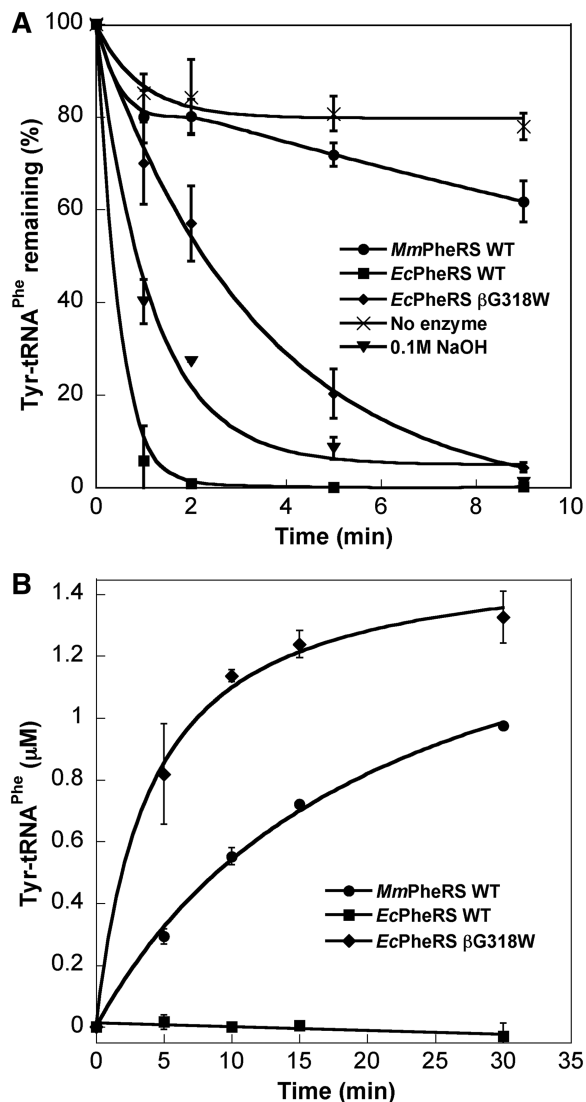 A
Tyr-tRNAPhe remaining (%)
100
80
60
40
20
0
MmPheRS WT
EcPheRS WT
EcPheRS βG318W
No enzyme
0.1M NaOH
0 2 4 6 8 10
Time (min)
B
Tyr-tRNAPhe (μM)
1.4
1.2
1
0.8
0.6
0.4
0.2
0
MmPheRS WT
EcPheRS WT
EcPheRS βG318W
0 5 10 15 20 25 30 35
Time (min)